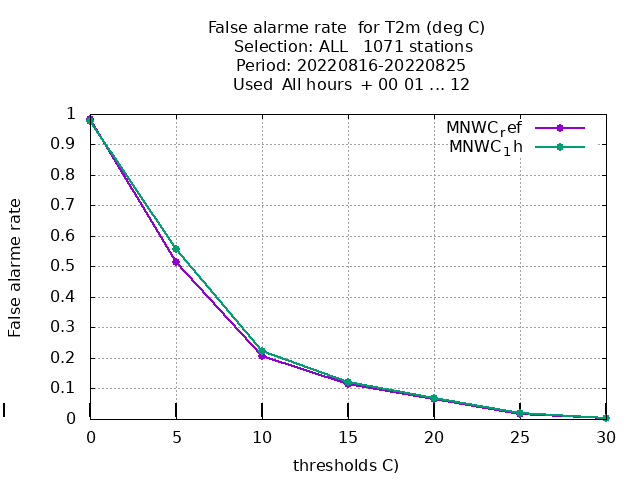 False alarme rate  for T2m (deg C)
Selection: ALL   1071 stations
Period: 20220816-20220825
Used  All hours  + 00 01 ... 12
MNWCref
MNWC1h
False alarme rate
1
0.9
0.8
0.7
0.6
0.5
0.4
0.3
0.2
0.1
0
0 5 10 15 20 25 30
thresholds C)